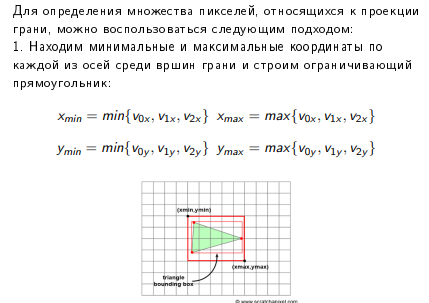 Для определения множества пикселей, относящихся к проекции
грани, можно воспользоваться следующим подходом:
1. Находим минимальные и максимальные координаты по
каждой из осей среди вршин грани и строим ограничивающий
прямоугольник:
x_min = min{v_0x, v_1x, v_2x} x_max = max{v_0x, v_1x, v_2x}
y_min = min{v_0y, v_1y, v_2y} y_max = max{v_0y, v_1y, v_2y}
(xmin,ymin)
(xmax,ymax)
triangle
bounding box
© www.scratchapixel.com